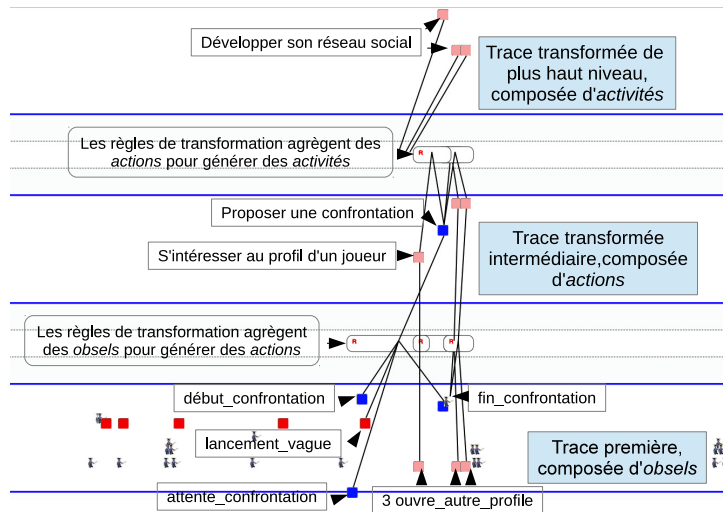 Développer son réseau social
Trace transformée de
plus haut niveau,
composée d'activités
Les règles de transformation agrègent des
actions pour générer des activités
R
Proposer une confrontation
S'intéresser au profil d'un joueur
Trace transformée
intermédiaire,composée
d'actions
Les règles de transformation agrègent
des obsels pour générer des actions
R
R
R
début_confrontation
fin_confrontation
lancement_vague
Trace première,
composée d'obsels
attente_confrontation
3 ouvre_autre_profile